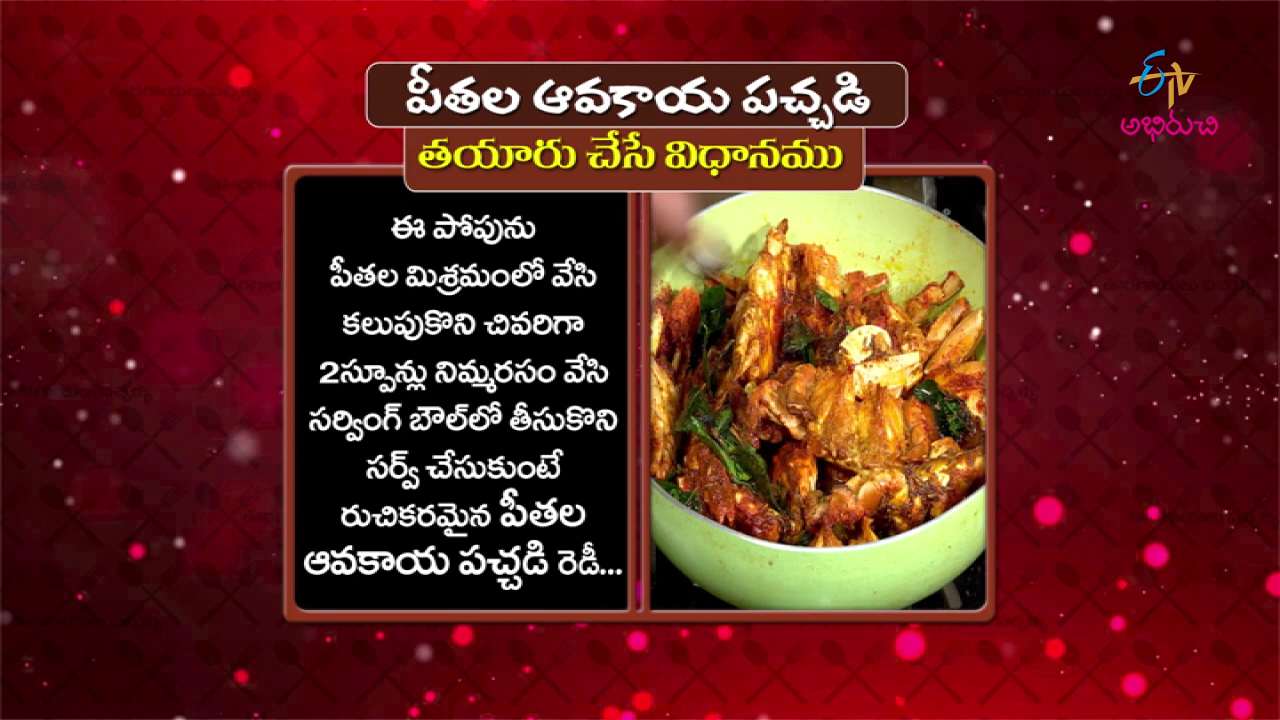 పీతల ఆవకాయ పచ్చడి
తయారు చేసే విధానము
ఈ పోపును
పీతల మిశ్రమంలో వేసి
కలుపుకొని చివరిగా
2స్పూన్లు నిమ్మరసం వేసి
సర్వింగ్ బౌల్‌లో తీసుకొని
సర్వ్ చేసుకుంటే
రుచికరమైన పీతల
ఆవకాయ పచ్చడి రెడీ...
ఈtv
అభిరుచి